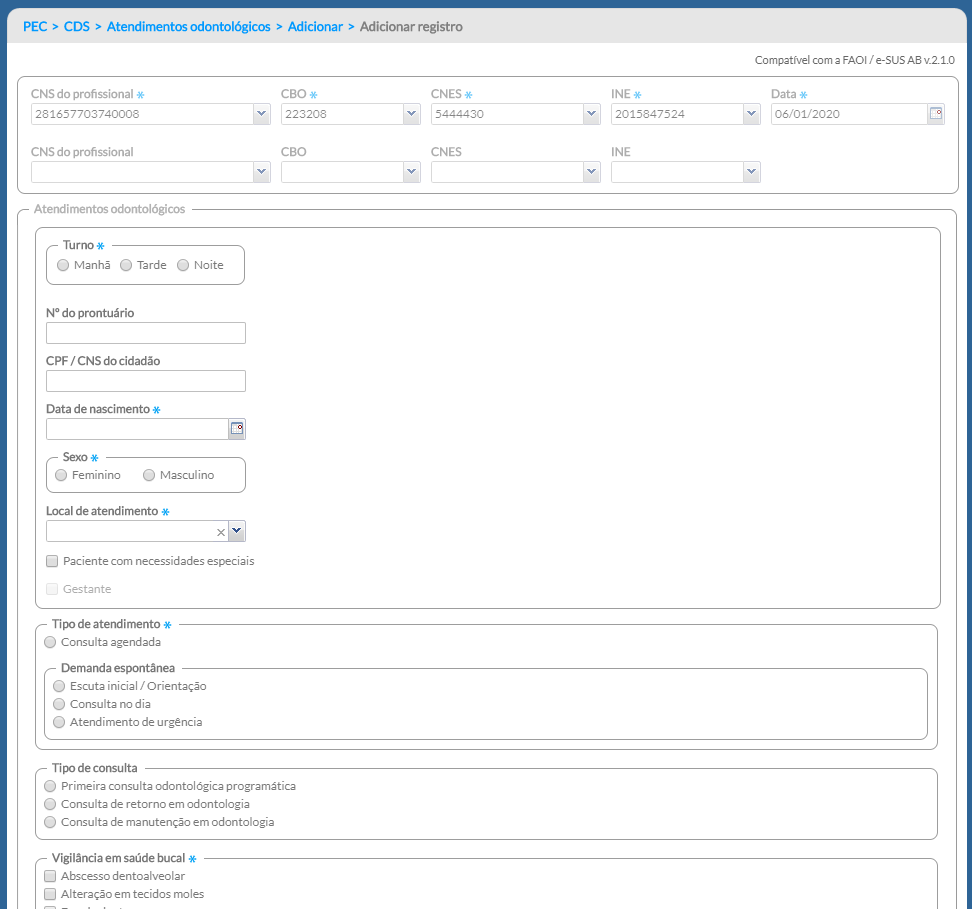 PEC > CDS > Atendimentos odontológicos > Adicionar > Adicionar registro
Compatível com a FAOI / e-SUS AB v.2.1.0
CNS do profissional * CBO * CNES * INE * Data *
281657703740008 223208 5444430 2015847524 06/01/2020
CNS do profissional CBO CNES INE
Atendimentos odontológicos
Turno *
Manhã Tarde Noite
Nº do prontuário
CPF / CNS do cidadão
Data de nascimento *
Sexo *
Feminino Masculino
Local de atendimento *
Paciente com necessidades especiais
Gestante
Tipo de atendimento *
Consulta agendada
Demanda espontânea
Escuta inicial / Orientação
Consulta no dia
Atendimento de urgência
Tipo de consulta
Primeira consulta odontológica programática
Consulta de retorno em odontologia
Consulta de manutenção em odontologia
Vigilância em saúde bucal *
Abscesso dentoalveolar
Alteração em tecidos moles